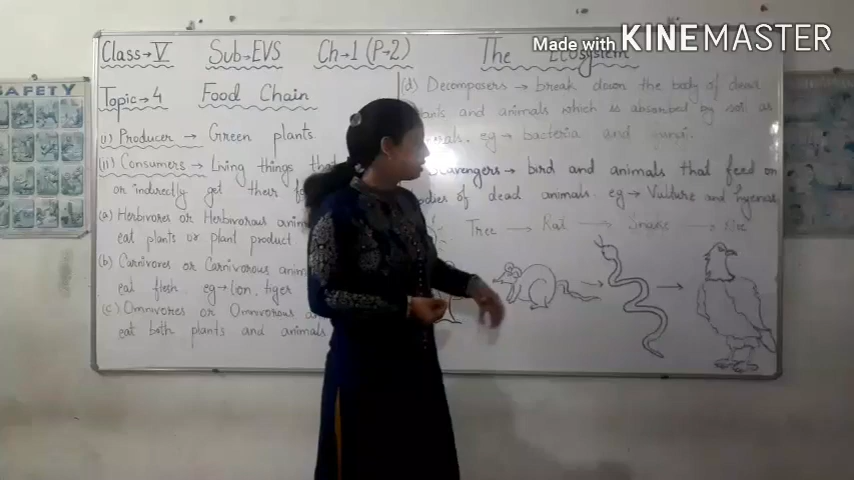 Made with KINEMASTER
Class→V Sub→EVS Ch→1 (P→2) The Ecosystem
SAFETY
Topic→4 Food Chain
(i) Producer → Green plants.
(ii) Consumers → Living things that
or indirectly get their
(a) Herbivores or Herbivorous
eat plants or plant product
(b) Carnivores or Carnivorous
eat flesh. eg→ lion, tiger
(c) Omnivores or Omnivorous
eat both plants and animals
(d) Decomposers → break down the body of dead
plants and animals which is absorbed by soil as
eg→ bacteria and fungi.
Scavengers → bird and animals that feed on
bodies of dead animals. eg→ Vulture and hyenas
Tree → Rat → Snake → Kite